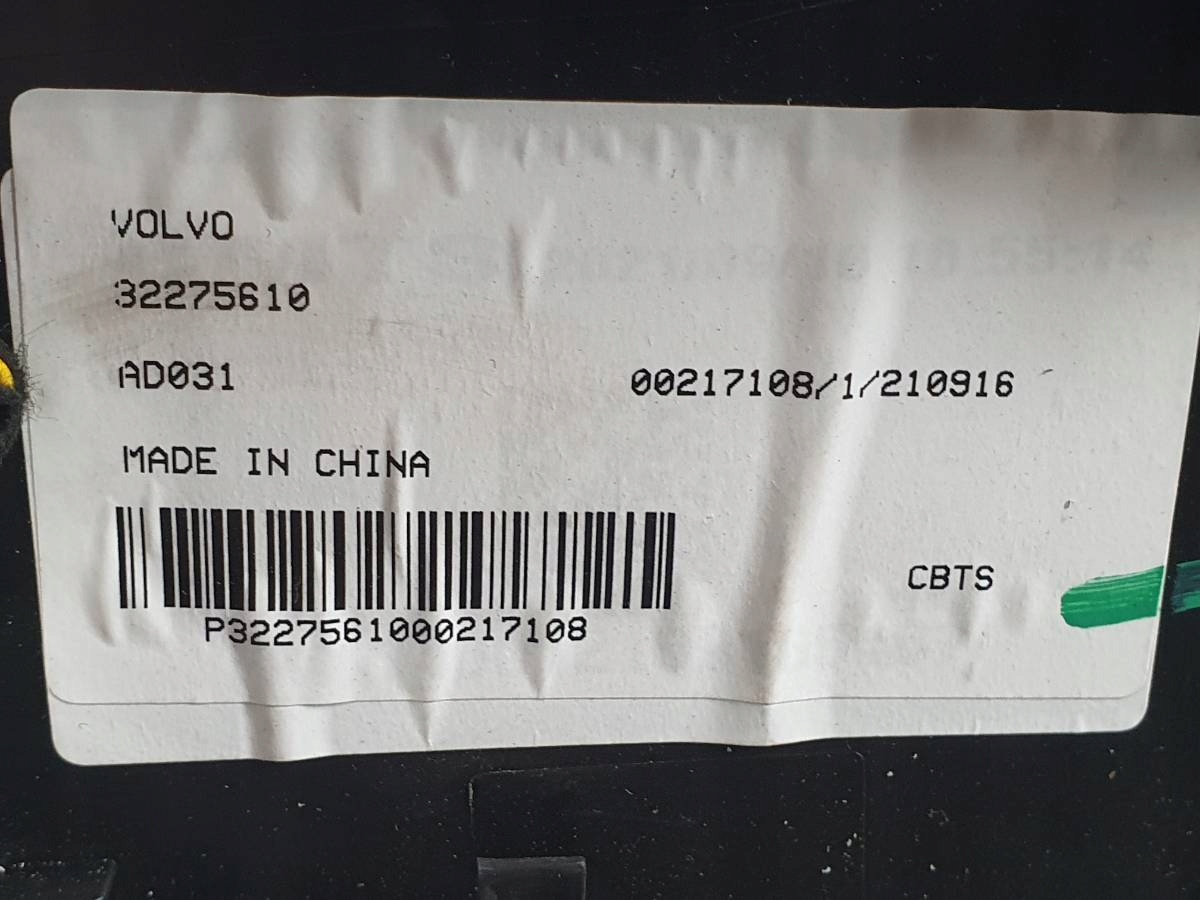 VOLVO
32275610
AD031 00217108/1/210916
MADE IN CHINA
CBTS
P3227561000217108